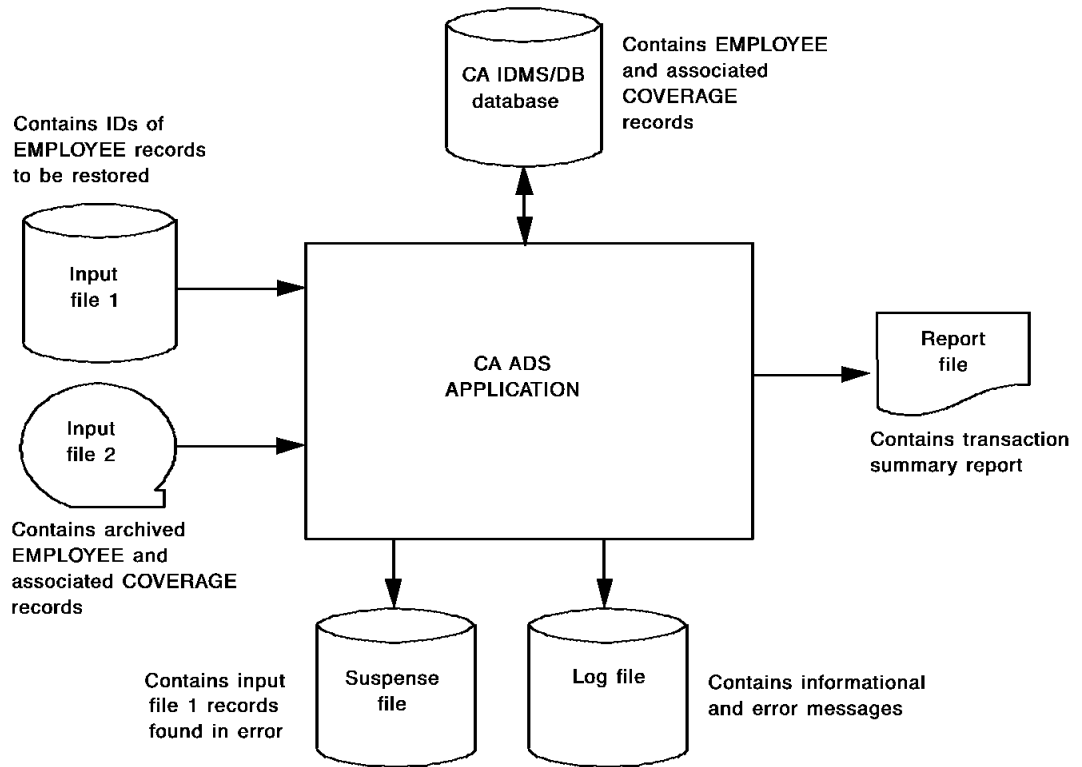 CA IDMS/DB
database
Contains EMPLOYEE
and associated
COVERAGE
records
Contains IDs of
EMPLOYEE records
to be restored
Input
file 1
CA ADS
APPLICATION
Report
file
Contains transaction
summary report
Input
file 2
Contains archived
EMPLOYEE and
associated COVERAGE
records
Contains input
file 1 records
found in error
Suspense
file
Log file
Contains informational
and error messages